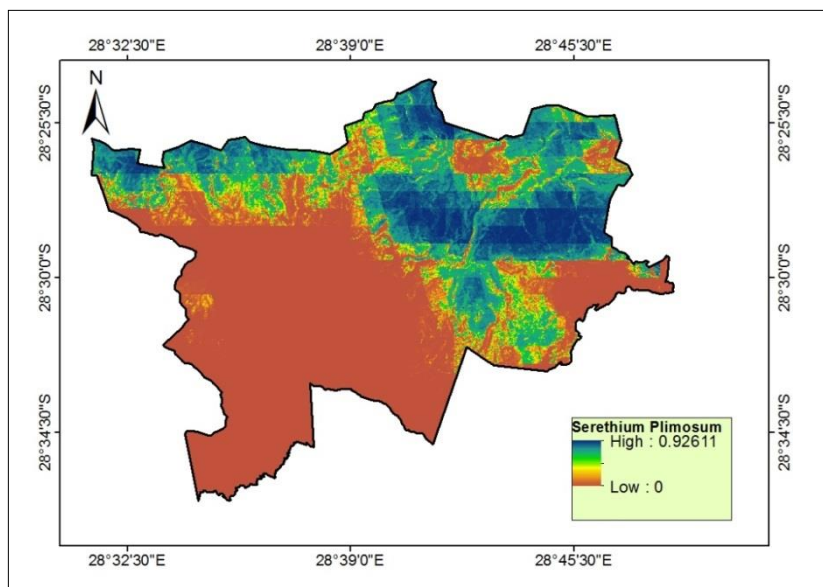 28°32'30"E 28°39'0"E 28°45'30"E
N
28°25'30"S 28°25'30"S
28°30'0"S 28°30'0"S
28°34'30"S 28°34'30"S
Serethium Plimosum
High : 0.92611
Low : 0
28°32'30"E 28°39'0"E 28°45'30"E